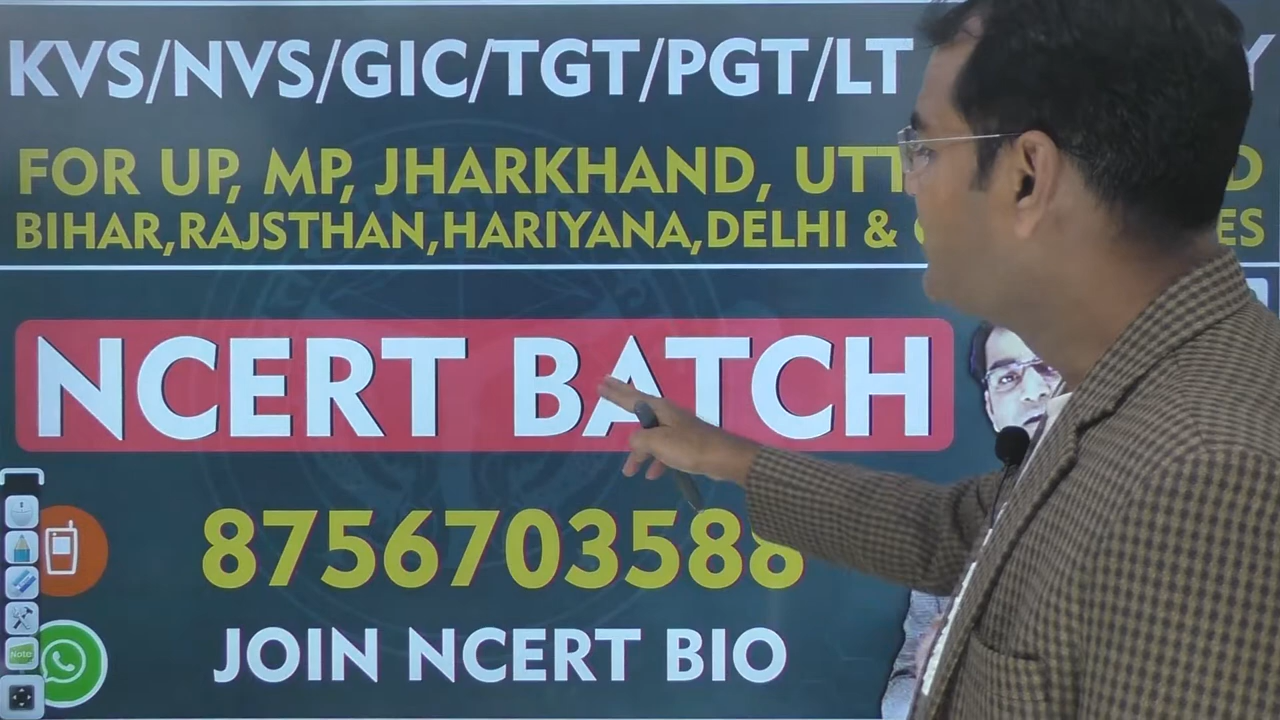 KVS/NVS/GIC/TGT/PGT/LT
FOR UP, MP, JHARKHAND,
BIHAR,RAJSTHAN,HARIYANA,DELHI &
NCERT BATCH
8756703588
JOIN NCERT BIO
Note